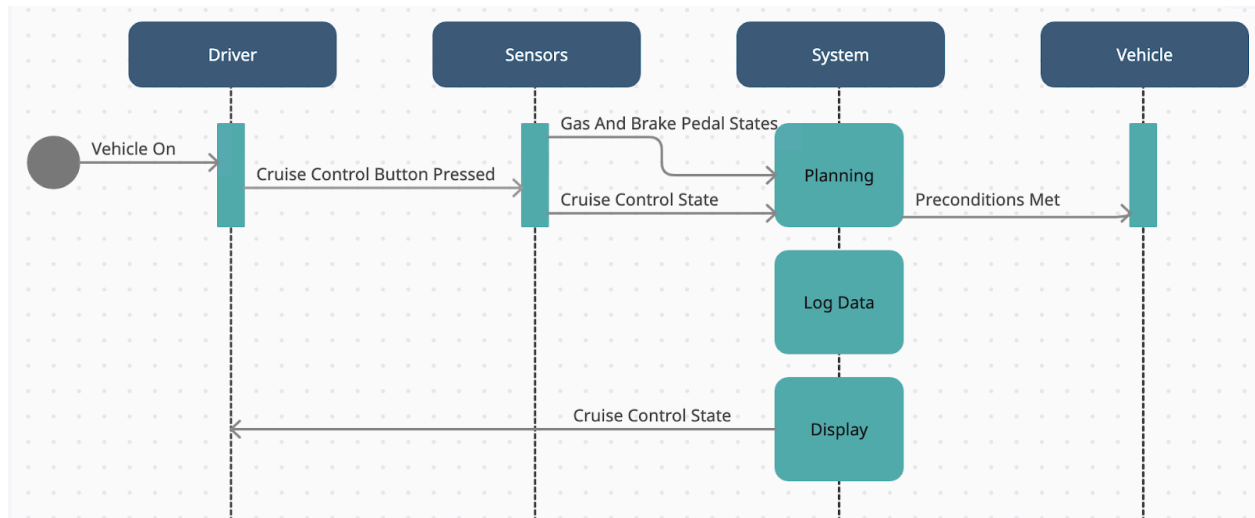 Driver
Sensors
System
Vehicle
Vehicle On
Cruise Control Button Pressed
Gas And Brake Pedal States
Cruise Control State
Planning
Preconditions Met
Log Data
Cruise Control State
Display